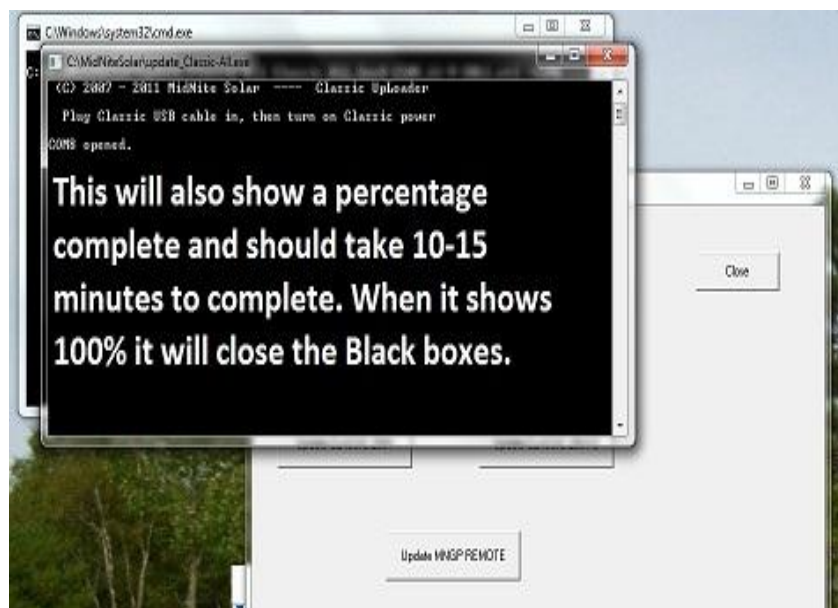 C:\Windows\system32\cmd.exe
C:\MidNiteSolar\update_Classic-All.exe
C:
(C) 2007 - 2011 MidNite Solar ---- Classic UpLoader
Plug Classic USB cable in, then turn on Classic power
COM8 opened.
This will also show a percentage
complete and should take 10-15
minutes to complete. When it shows
100% it will close the Black boxes.
Close
Update MNGP REMOTE